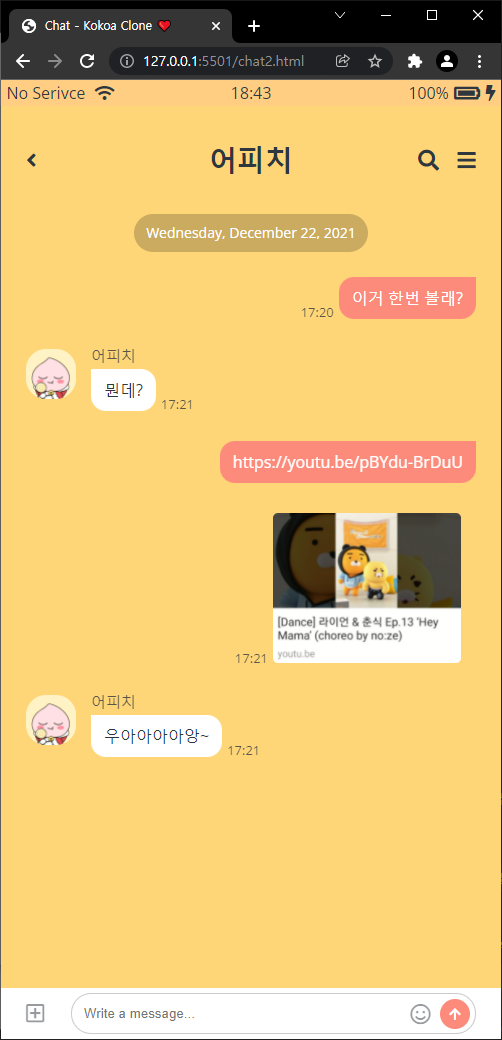 Chat - Kokoa Clone ❤️
127.0.0.1:5501/chat2.html
No Serivce
18:43
100%
어피치
Wednesday, December 22, 2021
이거 한번 볼래?
17:20
어피치
뭔데?
17:21
https://youtu.be/pBYdu-BrDuU
[Dance] 라이언 & 춘식 Ep.13 'Hey
Mama' (choreo by no:ze)
youtu.be
17:21
어피치
우아아아아앙~
17:21
Write a message...